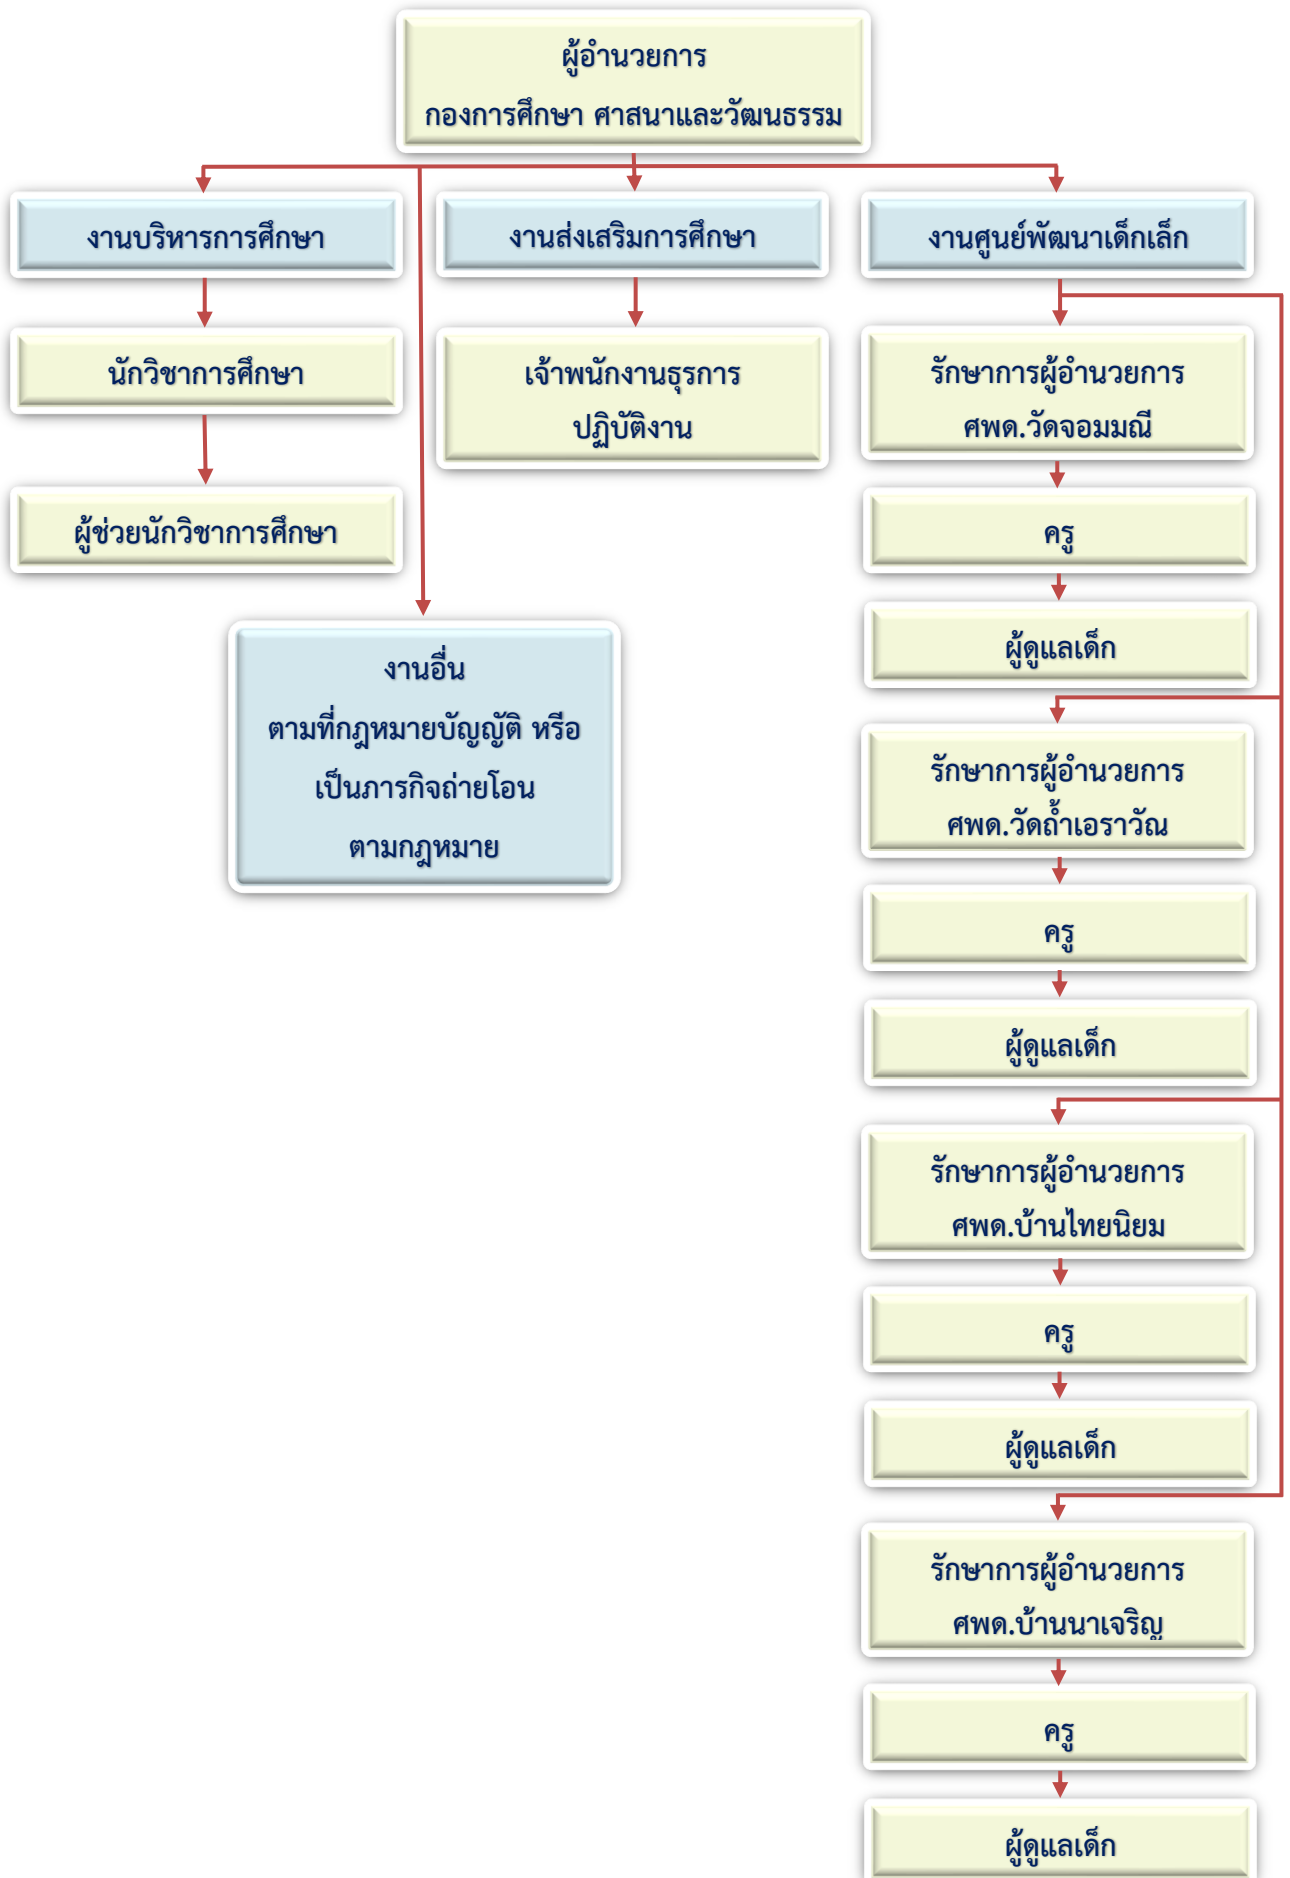 ผู้อำนวยการ
กองการศึกษา ศาสนาและวัฒนธรรม
งานบริหารการศึกษา
งานส่งเสริมการศึกษา
งานศูนย์พัฒนาเด็กเล็ก
นักวิชาการศึกษา
เจ้าพนักงานธุรการ
ปฏิบัติงาน
รักษาการผู้อำนวยการ
ศพด.วัดจอมมณี
ผู้ช่วยนักวิชาการศึกษา
ครู
ผู้ดูแลเด็ก
งานอื่น
ตามที่กฎหมายบัญญัติ หรือ
เป็นภารกิจถ่ายโอน
ตามกฎหมาย
รักษาการผู้อำนวยการ
ศพด.วัดถ้ำเอราวัณ
ครู
ผู้ดูแลเด็ก
รักษาการผู้อำนวยการ
ศพด.บ้านไทยนิยม
ครู
ผู้ดูแลเด็ก
รักษาการผู้อำนวยการ
ศพด.บ้านนาเจริญ
ครู
ผู้ดูแลเด็ก